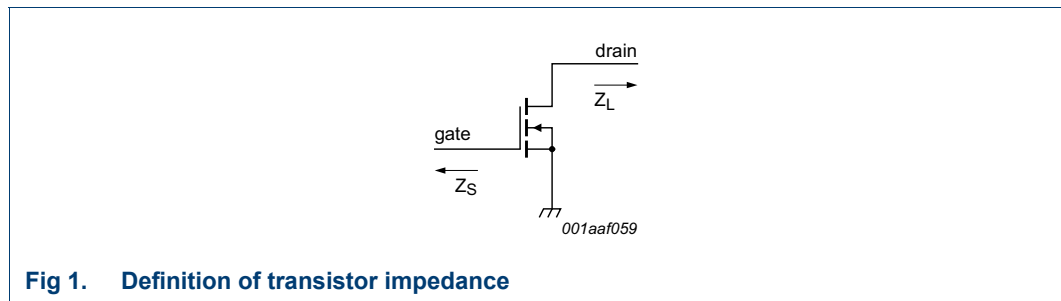 drain
Z_L
gate
Z_S
001aaf059
Fig 1. Definition of transistor impedance